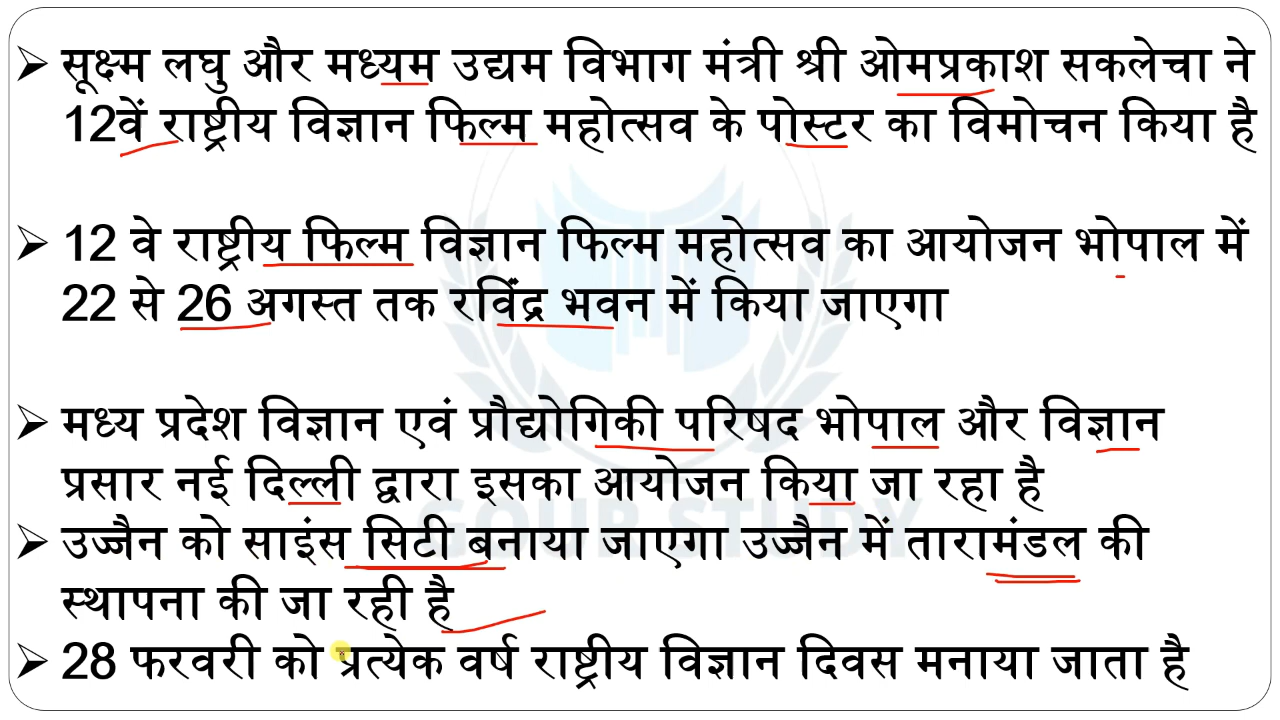 ➢ सूक्ष्म लघु और मध्यम उद्यम विभाग मंत्री श्री ओमप्रकाश सकलेचा ने
12वें राष्ट्रीय विज्ञान फिल्म महोत्सव के पोस्टर का विमोचन किया है
➢ 12 वे राष्ट्रीय फिल्म विज्ञान फिल्म महोत्सव का आयोजन भोपाल में
22 से 26 अगस्त तक रविंद्र भवन में किया जाएगा
➢ मध्य प्रदेश विज्ञान एवं प्रौद्योगिकी परिषद भोपाल और विज्ञान
प्रसार नई दिल्ली द्वारा इसका आयोजन किया जा रहा है
GOUR STUDY
➢ उज्जैन को साइंस सिटी बनाया जाएगा उज्जैन में तारामंडल की
स्थापना की जा रही है
➢ 28 फरवरी को प्रत्येक वर्ष राष्ट्रीय विज्ञान दिवस मनाया जाता है